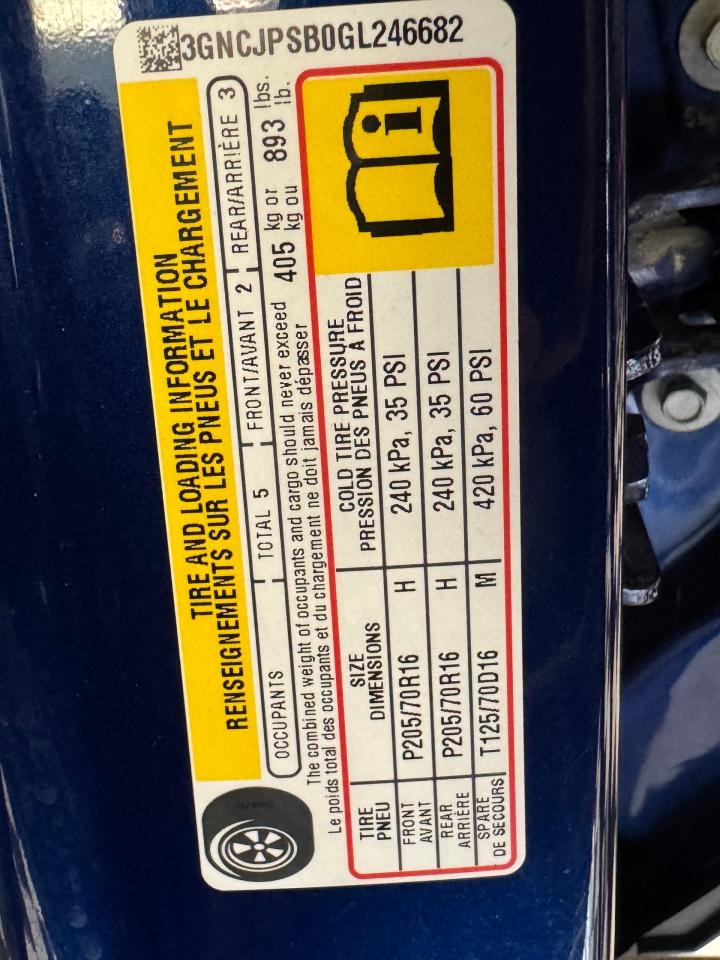 3GNCJPSB0GL246682
TIRE AND LOADING INFORMATION
RENSEIGNEMENTS SUR LES PNEUS ET LE CHARGEMENT
OCCUPANTS TOTAL 5 FRONT/AVANT 2 REAR/ARRIÈRE 3
The combined weight of occupants and cargo should never exceed 405 kg or 893 lbs.
Le poids total des occupants et du chargement ne doit jamais dépasser kg ou lb.
TIRE SIZE COLD TIRE PRESSURE
PNEU DIMENSIONS PRESSION DES PNEUS À FROID
FRONT
AVANT P205/70R16 H 240 kPa, 35 PSI
REAR
ARRIÈRE P205/70R16 H 240 kPa, 35 PSI
SPARE
DE SECOURS T125/70D16 M 420 kPa, 60 PSI